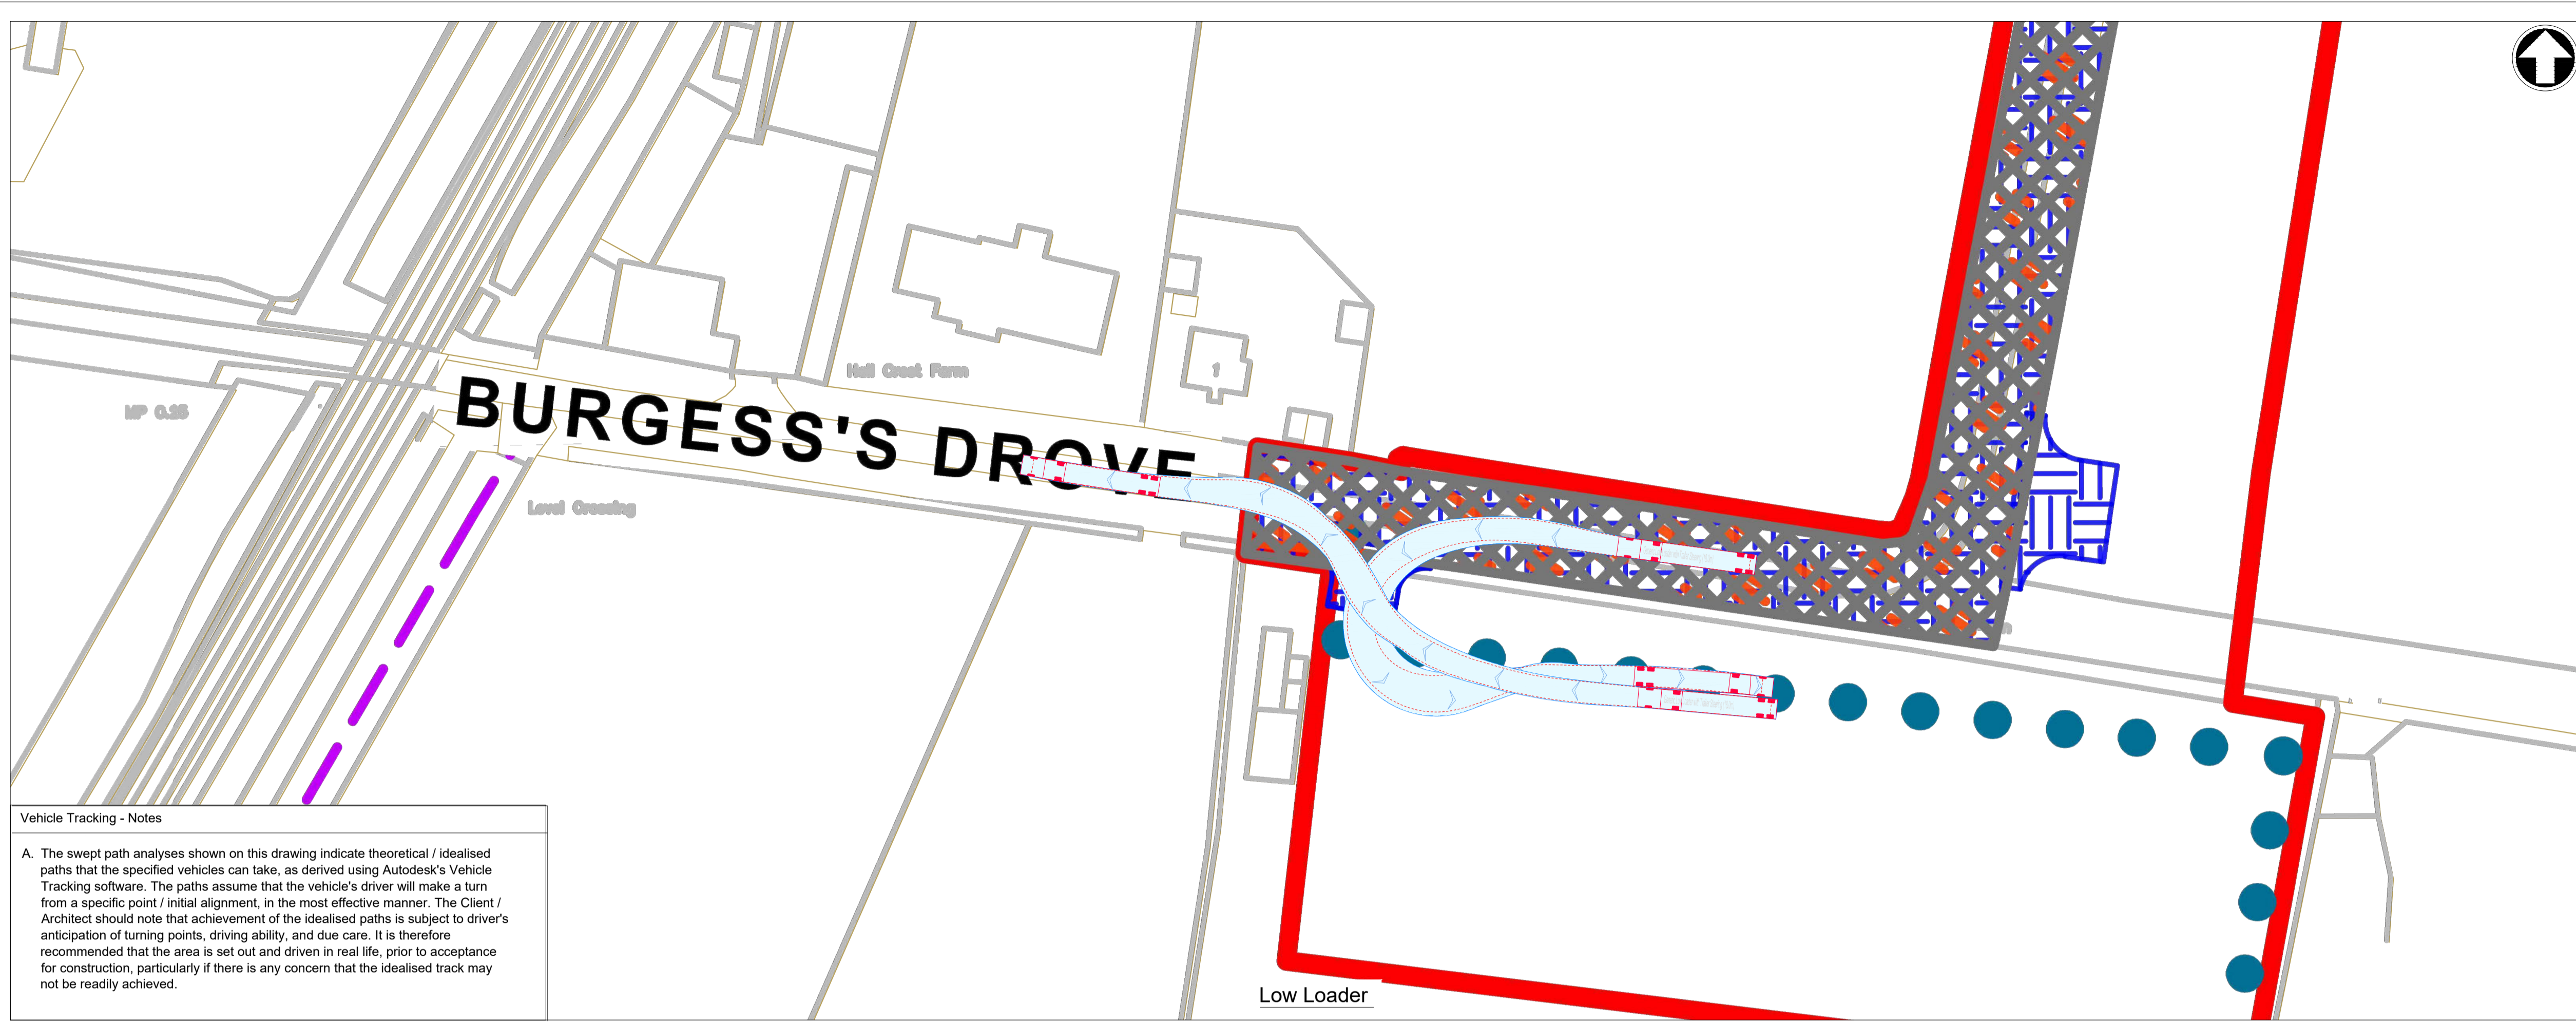 Hall Crest Farm
1
MP 0.25
BURGESS'S DROVE
Level Crossing
Vehicle Tracking - Notes
A. The swept path analyses shown on this drawing indicate theoretical / idealised
paths that the specified vehicles can take, as derived using Autodesk's Vehicle
Tracking software. The paths assume that the vehicle's driver will make a turn
from a specific point / initial alignment, in the most effective manner. The Client /
Architect should note that achievement of the idealised paths is subject to driver's
anticipation of turning points, driving ability, and due care. It is therefore
recommended that the area is set out and driven in real life, prior to acceptance
for construction, particularly if there is any concern that the idealised track may
not be readily achieved.
Low Loader